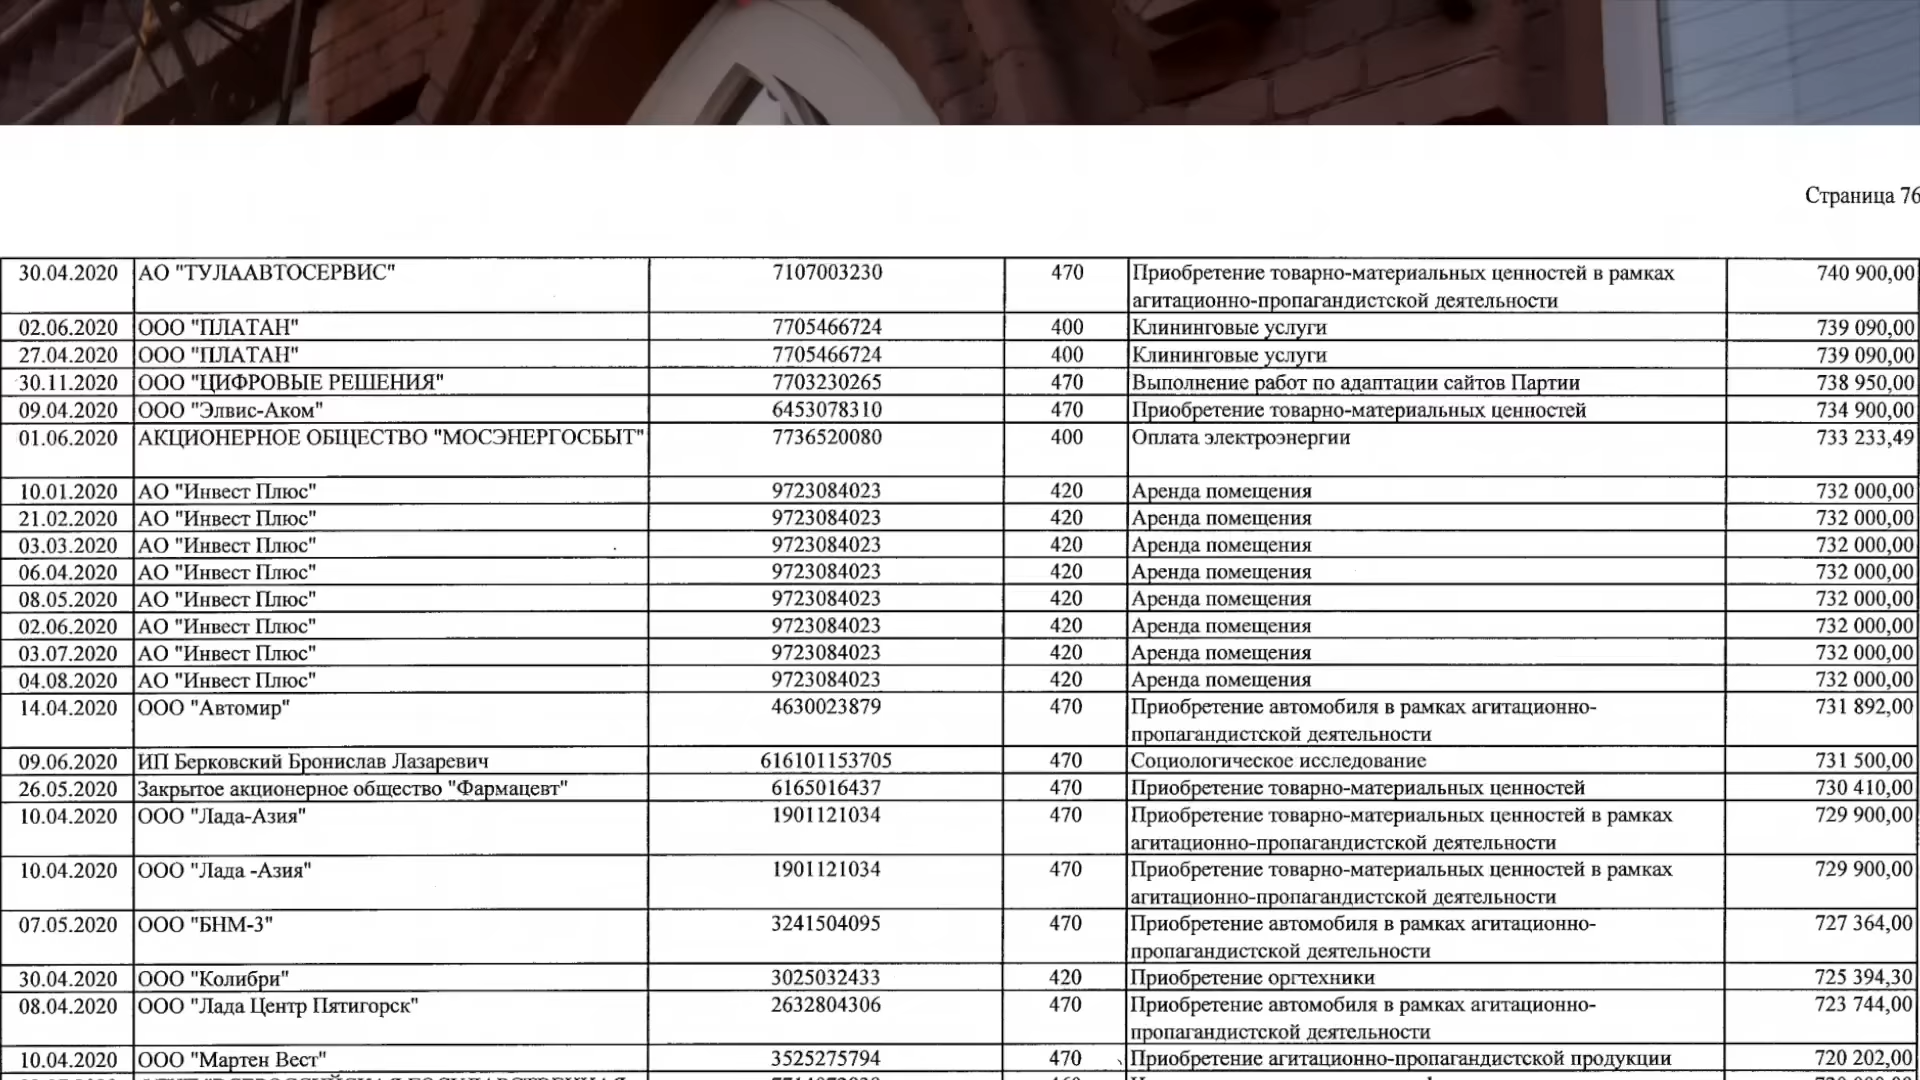 Страница 76
30.04.2020 АО "ТУЛААВТОСЕРВИС" 7107003230 470 Приобретение товарно-материальных ценностей в рамках 740 900,00
агитационно-пропагандистской деятельности
02.06.2020 ООО "ПЛАТАН" 7705466724 400 Клининговые услуги 739 090,00
27.04.2020 ООО "ПЛАТАН" 7705466724 400 Клининговые услуги 739 090,00
30.11.2020 ООО "ЦИФРОВЫЕ РЕШЕНИЯ" 7703230265 470 Выполнение работ по адаптации сайтов Партии 738 950,00
09.04.2020 ООО "Элвис-Аком" 6453078310 470 Приобретение товарно-материальных ценностей 734 900,00
01.06.2020 АКЦИОНЕРНОЕ ОБЩЕСТВО "МОСЭНЕРГОСБЫТ" 7736520080 400 Оплата электроэнергии 733 233,49
10.01.2020 АО "Инвест Плюс" 9723084023 420 Аренда помещения 732 000,00
21.02.2020 АО "Инвест Плюс" 9723084023 420 Аренда помещения 732 000,00
03.03.2020 АО "Инвест Плюс" 9723084023 420 Аренда помещения 732 000,00
06.04.2020 АО "Инвест Плюс" 9723084023 420 Аренда помещения 732 000,00
08.05.2020 АО "Инвест Плюс" 9723084023 420 Аренда помещения 732 000,00
02.06.2020 АО "Инвест Плюс" 9723084023 420 Аренда помещения 732 000,00
03.07.2020 АО "Инвест Плюс" 9723084023 420 Аренда помещения 732 000,00
04.08.2020 АО "Инвест Плюс" 9723084023 420 Аренда помещения 732 000,00
14.04.2020 ООО "Автомир" 4630023879 470 Приобретение автомобиля в рамках агитационно- 731 892,00
пропагандистской деятельности
09.06.2020 ИП Берковский Бронислав Лазаревич 616101153705 470 Социологическое исследование 731 500,00
26.05.2020 Закрытое акционерное общество "Фармацевт" 6165016437 470 Приобретение товарно-материальных ценностей 730 410,00
10.04.2020 ООО "Лада-Азия" 1901121034 470 Приобретение товарно-материальных ценностей в рамках 729 900,00
агитационно-пропагандистской деятельности
10.04.2020 ООО "Лада -Азия" 1901121034 470 Приобретение товарно-материальных ценностей в рамках 729 900,00
агитационно-пропагандистской деятельности
07.05.2020 ООО "БНМ-3" 3241504095 470 Приобретение автомобиля в рамках агитационно- 727 364,00
пропагандистской деятельности
30.04.2020 ООО "Колибри" 3025032433 420 Приобретение оргтехники 725 394,30
08.04.2020 ООО "Лада Центр Пятигорск" 2632804306 470 Приобретение автомобиля в рамках агитационно- 723 744,00
пропагандистской деятельности
10.04.2020 ООО "Мартен Вест" 3525275794 470 Приобретение агитационно-пропагандистской продукции 720 202,00